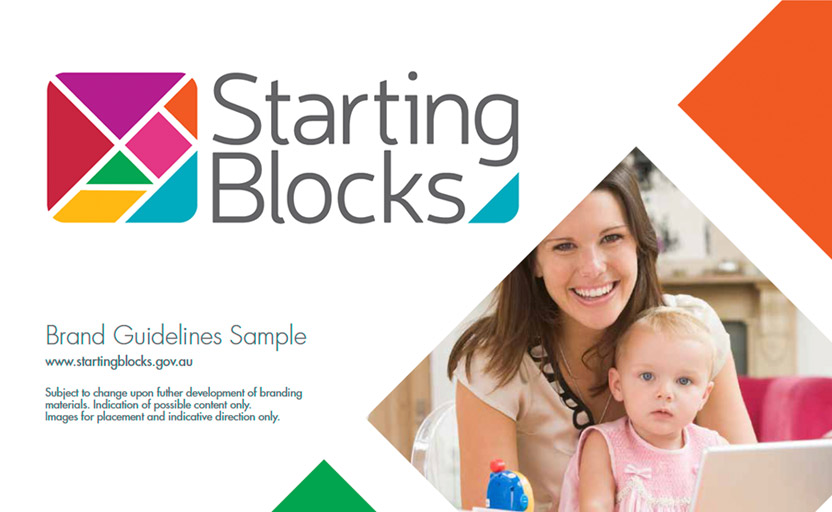 Starting
Blocks
Brand Guidelines Sample
www.startingblocks.gov.au
Subject to change upon futher development of branding
materials. Indication of possible content only.
Images for placement and indicative direction only.